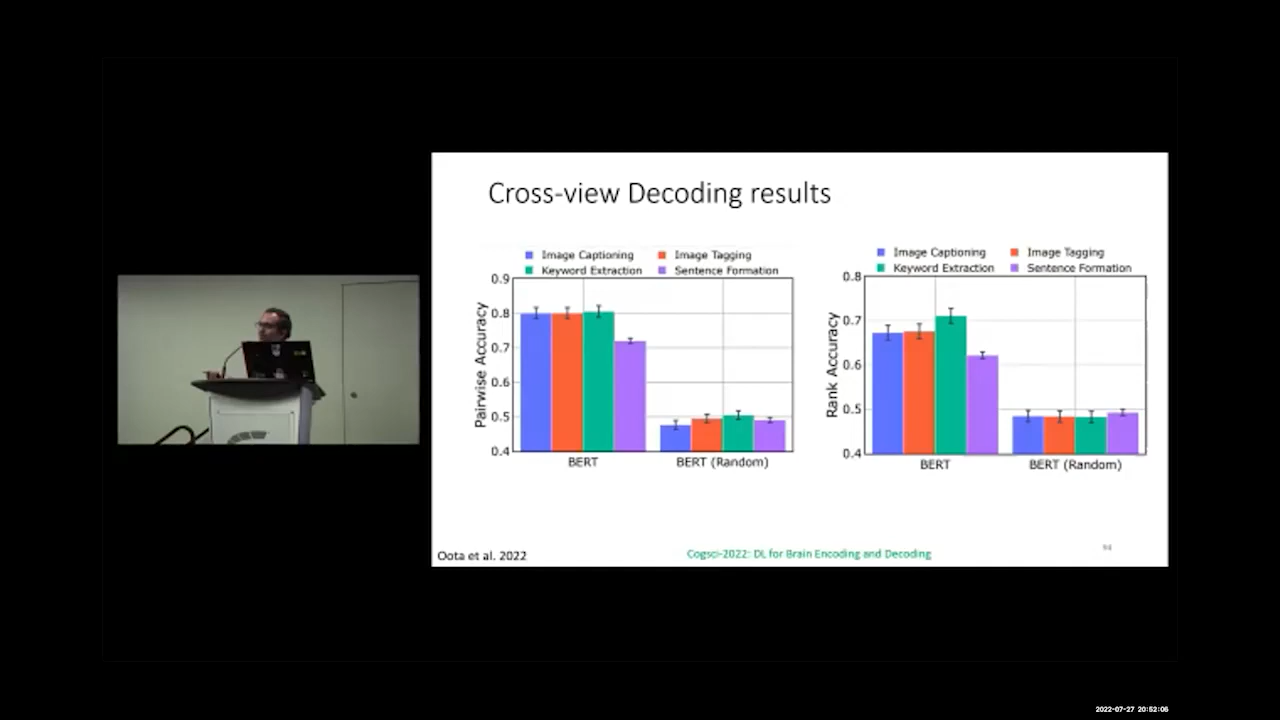 Cross-view Decoding results
Image Captioning Image Tagging
Keyword Extraction Sentence Formation
0.9
0.8
0.7
0.6
0.5
0.4
Pairwise Accuracy
BERT BERT (Random)
Image Captioning Image Tagging
Keyword Extraction Sentence Formation
0.8
0.7
0.6
0.5
0.4
Rank Accuracy
BERT BERT (Random)
Oota et al. 2022
Cogsci-2022: DL for Brain Encoding and Decoding
2022-07-27 20:52:06